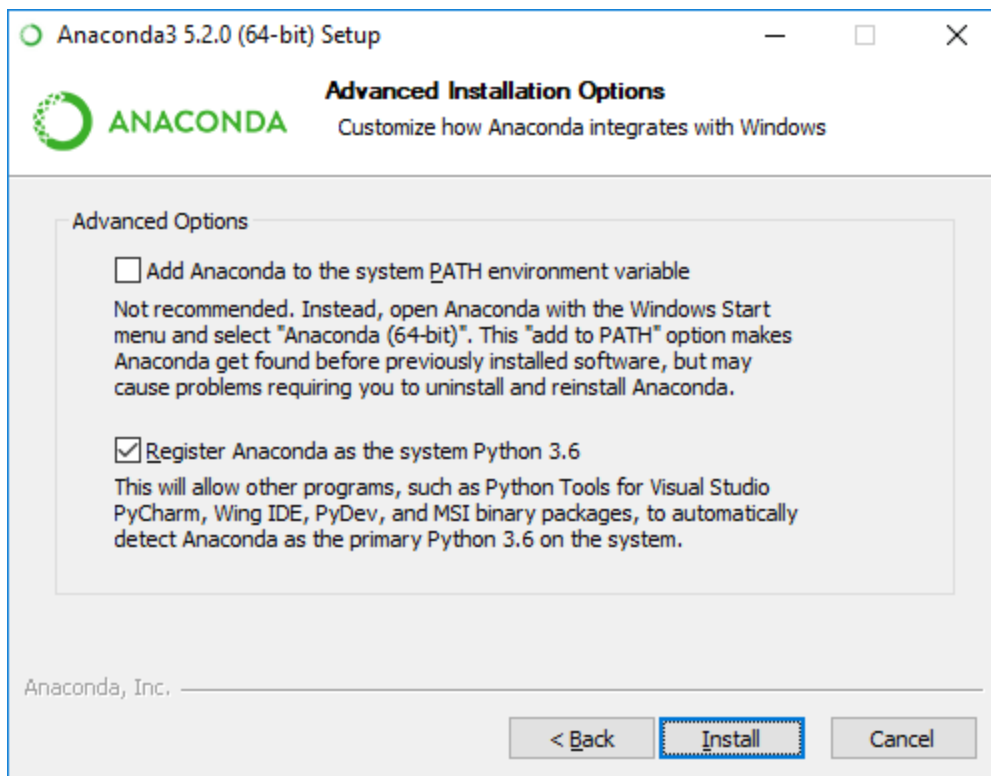 Anaconda3 5.2.0 (64-bit) Setup
ANACONDA
Advanced Installation Options
Customize how Anaconda integrates with Windows
Advanced Options
Add Anaconda to the system PATH environment variable
Not recommended. Instead, open Anaconda with the Windows Start
menu and select "Anaconda (64-bit)". This "add to PATH" option makes
Anaconda get found before previously installed software, but may
cause problems requiring you to uninstall and reinstall Anaconda.
Register Anaconda as the system Python 3.6
This will allow other programs, such as Python Tools for Visual Studio
PyCharm, Wing IDE, PyDev, and MSI binary packages, to automatically
detect Anaconda as the primary Python 3.6 on the system.
Anaconda, Inc.
< Back
Install
Cancel